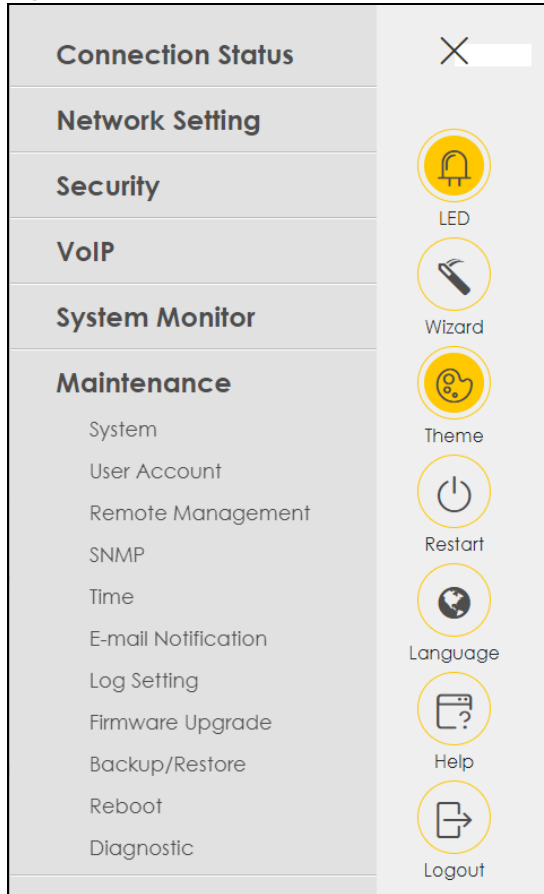 Connection Status
Network Setting
Security
VoIP
System Monitor
Maintenance
System
User Account
Remote Management
SNMP
Time
E-mail Notification
Log Setting
Firmware Upgrade
Backup/Restore
Reboot
Diagnostic
LED
Wizard
Theme
Restart
Language
Help
Logout